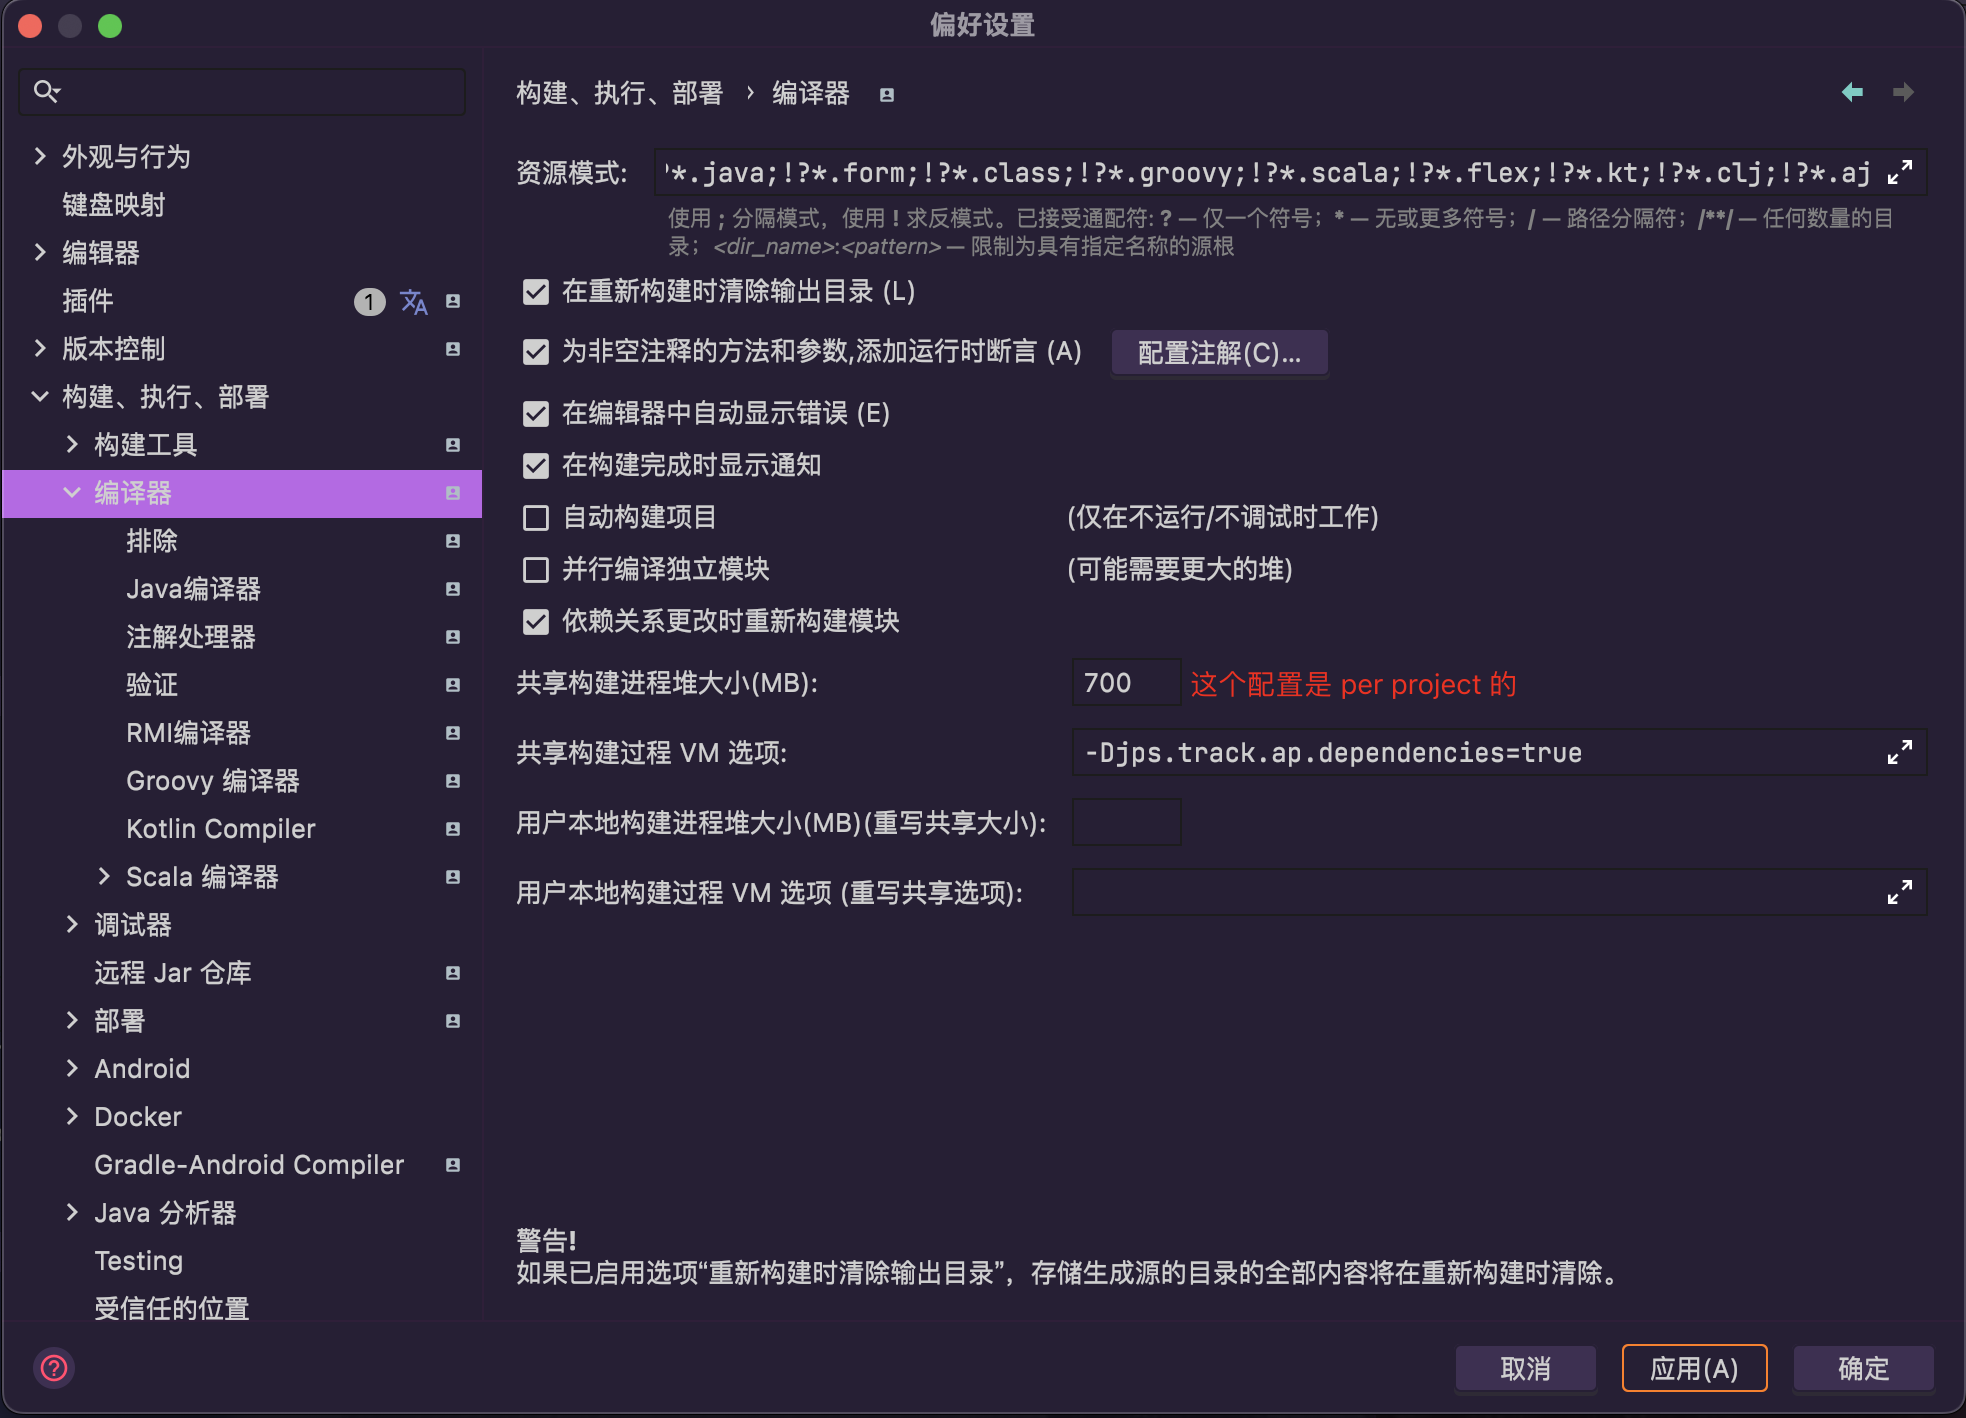 偏好设置
外观与行为
键盘映射
编辑器
插件 1
版本控制
构建、执行、部署
构建工具
编译器
排除
Java编译器
注解处理器
验证
RMI编译器
Groovy 编译器
Kotlin Compiler
Scala 编译器
调试器
远程 Jar 仓库
部署
Android
Docker
Gradle-Android Compiler
Java 分析器
Testing
受信任的位置
构建、执行、部署 › 编译器
资源模式: ?*.java;!?*.form;!?*.class;!?*.groovy;!?*.scala;!?*.flex;!?*.kt;!?*.clj;!?*.aj
使用 ; 分隔模式，使用 ! 求反模式。已接受通配符: ? — 仅一个符号；* — 无或更多符号；/ — 路径分隔符；/**/ — 任何数量的目
录；<dir_name>:<pattern> — 限制为具有指定名称的源根
在重新构建时清除输出目录 (L)
为非空注释的方法和参数,添加运行时断言 (A) 配置注解(C)...
在编辑器中自动显示错误 (E)
在构建完成时显示通知
自动构建项目 (仅在不运行/不调试时工作)
并行编译独立模块 (可能需要更大的堆)
依赖关系更改时重新构建模块
共享构建进程堆大小(MB): 700 这个配置是 per project 的
共享构建过程 VM 选项: -Djps.track.ap.dependencies=true
用户本地构建进程堆大小(MB)(重写共享大小):
用户本地构建过程 VM 选项 (重写共享选项):
警告!
如果已启用选项“重新构建时清除输出目录”，存储生成源的目录的全部内容将在重新构建时清除。
取消 应用(A) 确定